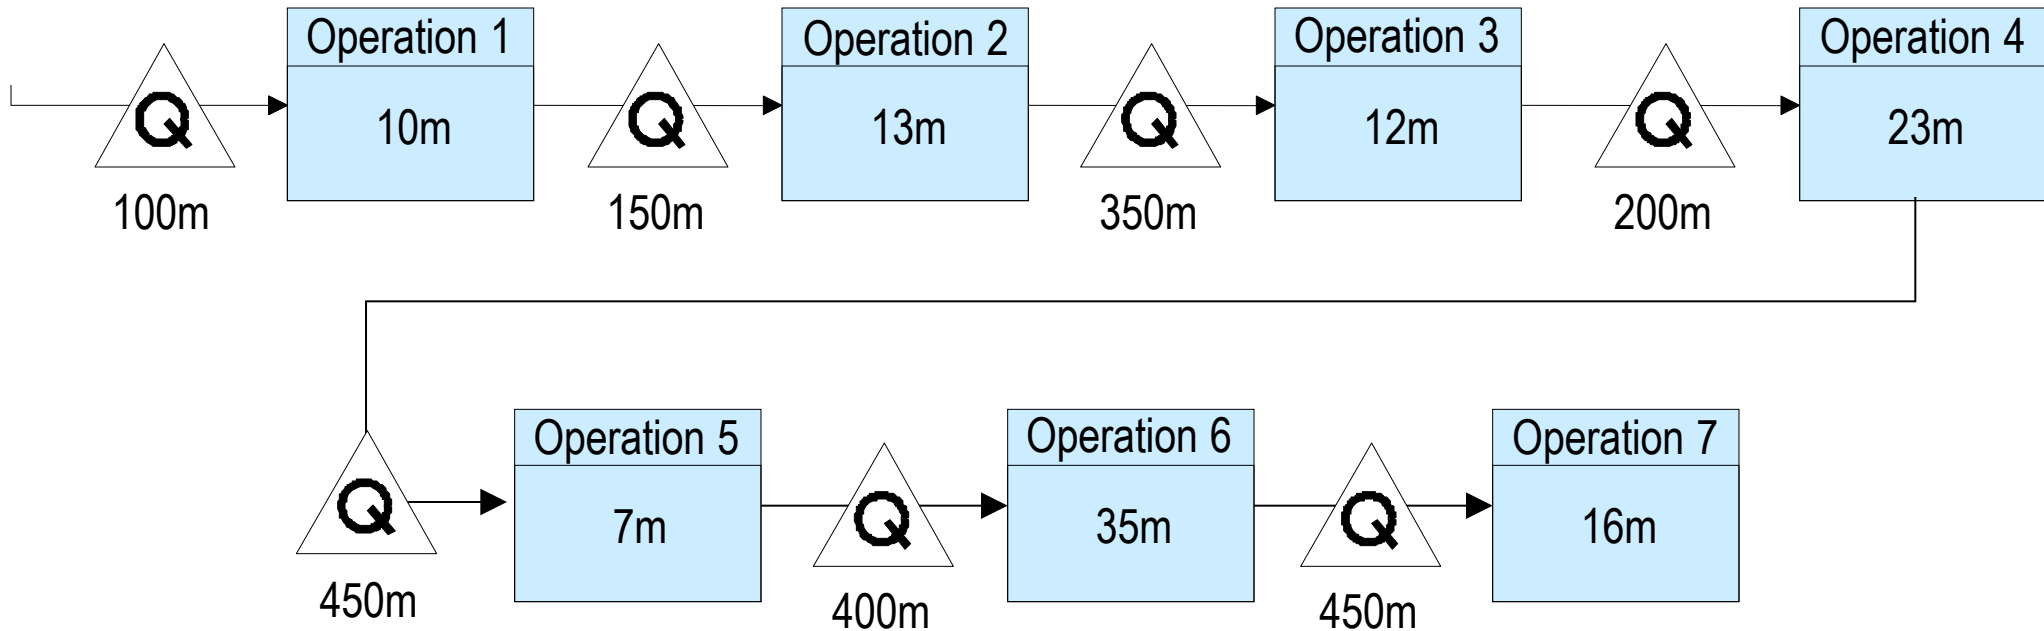 Operation 1
Operation 2
Operation 3
Operation 4
Q
10m
Q
13m
Q
12m
Q
23m
100m
150m
350m
200m
Operation 5
Operation 6
Operation 7
Q
7m
Q
35m
Q
16m
450m
400m
450m